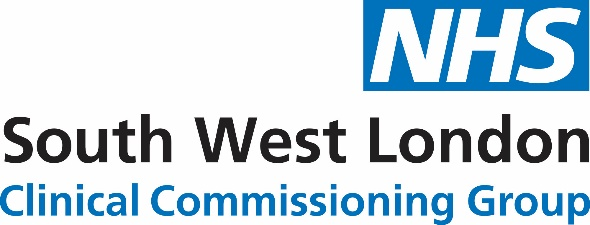 NHS
South West London
Clinical Commissioning Group